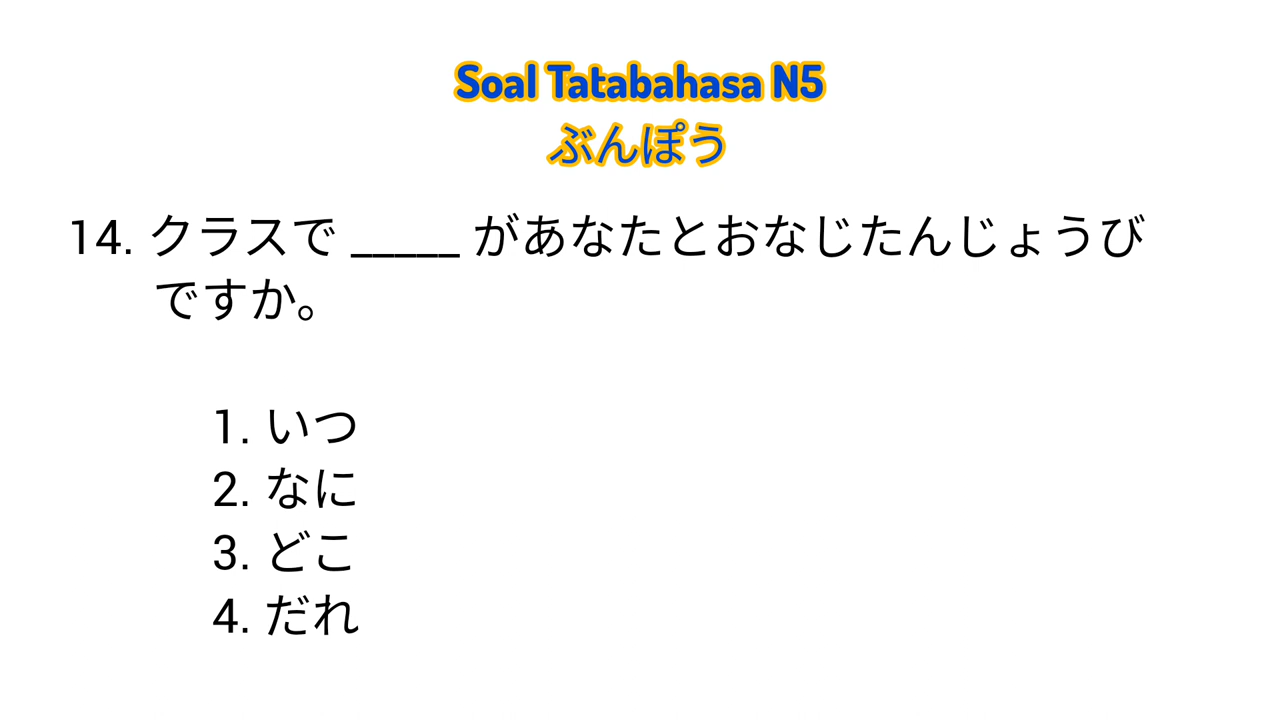 Soal Tatabahasa N5
ぶんぽう
14. クラスで _____ があなたとおなじたんじょうび
ですか。
1. いつ
2. なに
3. どこ
4. だれ